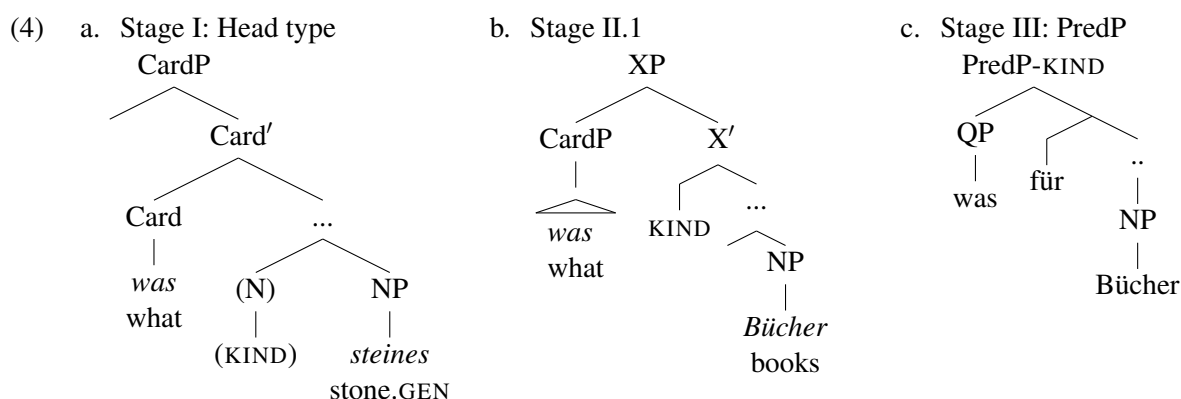 (4) a. Stage I: Head type b. Stage II.1 c. Stage III: PredP
CardP XP PredP-KIND
Card′ CardP X′ QP
was für ..
Card ... was KIND ...
what NP
was (N) NP NP
what Bücher
(KIND) steines Bücher
stone.GEN books